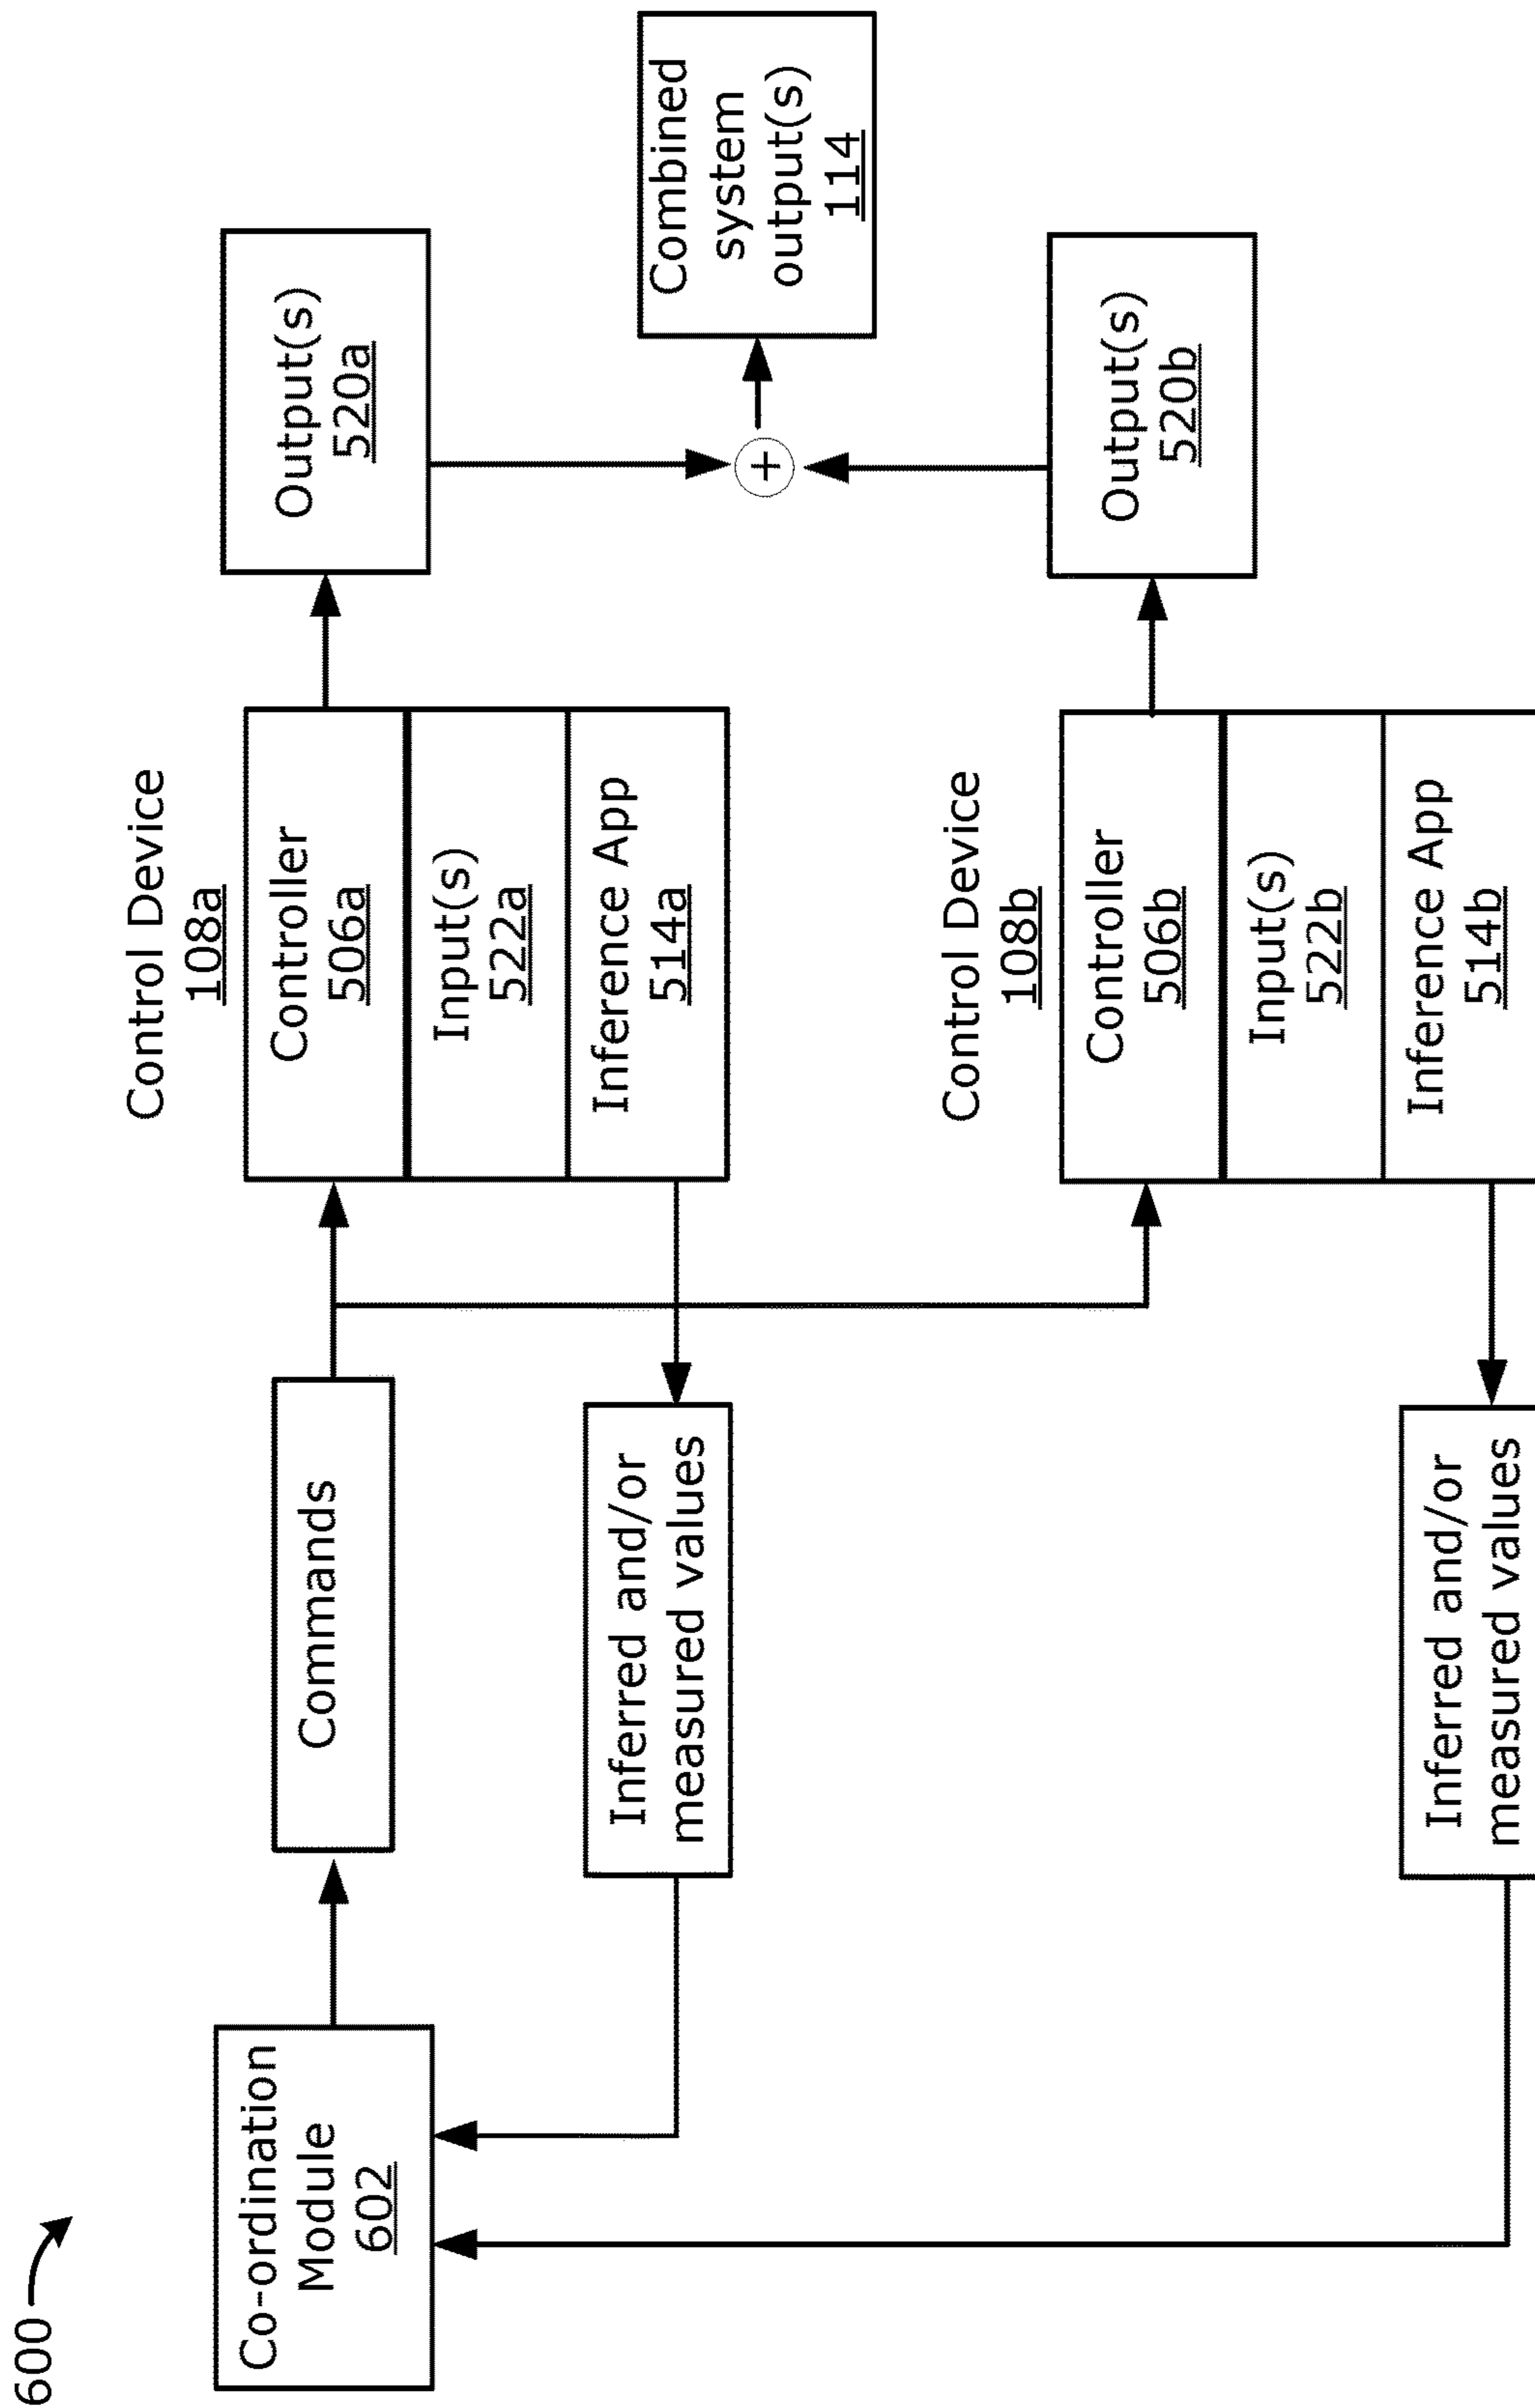 600
Co-ordination
Module
602
Commands
Inferred and/or
measured values
Inferred and/or
measured values
Control Device
108a
Controller
506a
Input(s)
522a
Inference App
514a
Control Device
108b
Controller
506b
Input(s)
522b
Inference App
514b
Output(s)
520a
+
Output(s)
520b
Combined
system
output(s)
114